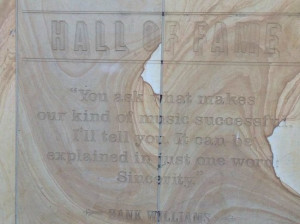 HALL OF FAME
"You ask what makes
our kind of music successful...
I'll tell you. It can be
explained in just one word:
Sincerity."
— HANK WILLIAMS